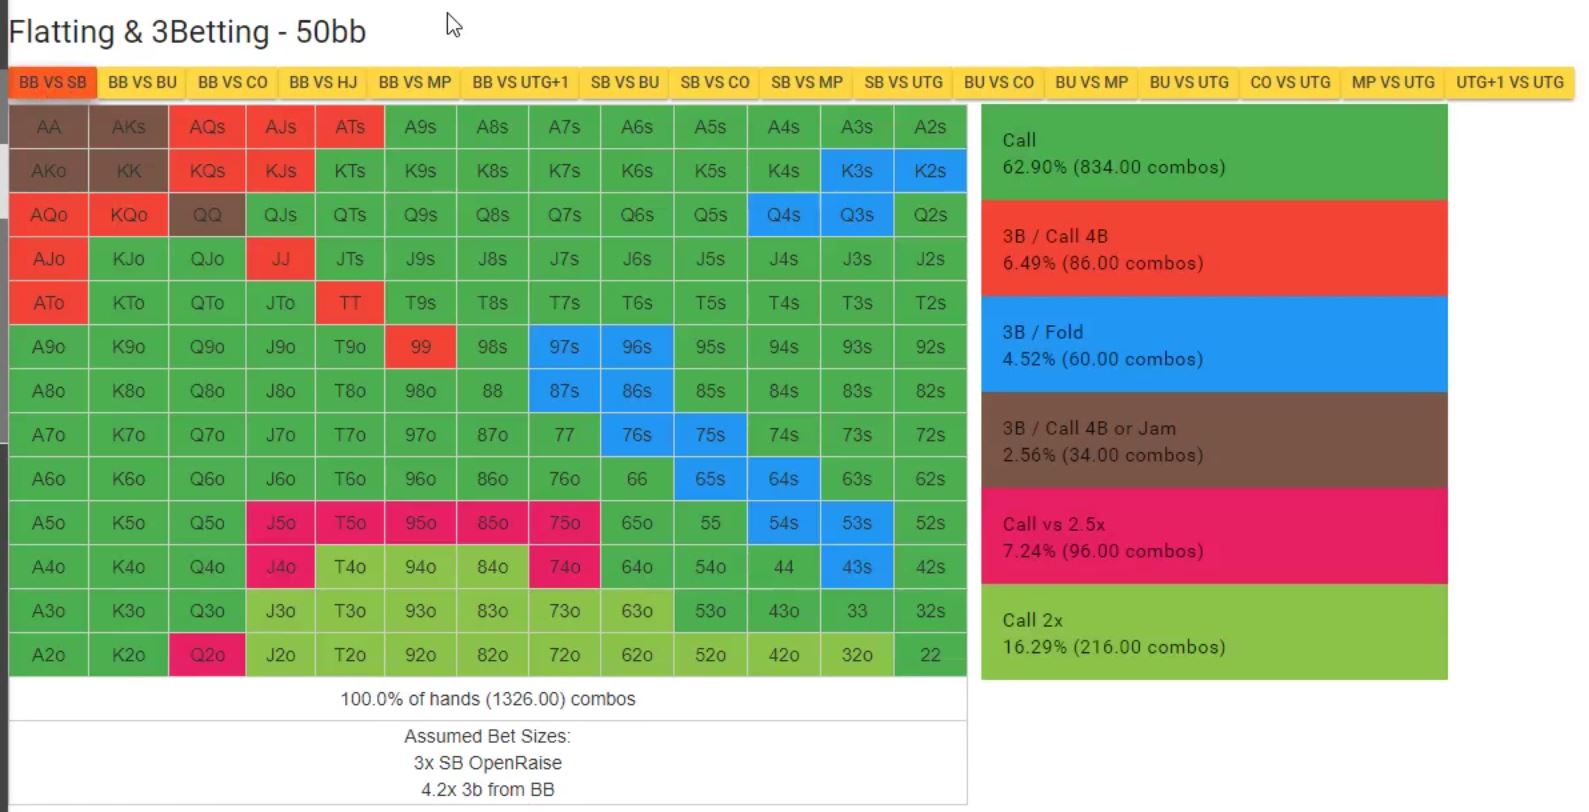 Flatting & 3Betting - 50bb
BB VS SB BB VS BU BB VS CO BB VS HJ BB VS MP BB VS UTG+1 SB VS BU SB VS CO SB VS MP SB VS UTG BU VS CO BU VS MP BU VS UTG CO VS UTG MP VS UTG UTG+1 VS UTG
AA AKs AQs AJs ATs A9s A8s A7s A6s A5s A4s A3s A2s
AKo KK KQs KJs KTs K9s K8s K7s K6s K5s K4s K3s K2s
AQo KQo QQ QJs QTs Q9s Q8s Q7s Q6s Q5s Q4s Q3s Q2s
AJo KJo QJo JJ JTs J9s J8s J7s J6s J5s J4s J3s J2s
ATo KTo QTo JTo TT T9s T8s T7s T6s T5s T4s T3s T2s
A9o K9o Q9o J9o T9o 99 98s 97s 96s 95s 94s 93s 92s
A8o K8o Q8o J8o T8o 98o 88 87s 86s 85s 84s 83s 82s
A7o K7o Q7o J7o T7o 97o 87o 77 76s 75s 74s 73s 72s
A6o K6o Q6o J6o T6o 96o 86o 76o 66 65s 64s 63s 62s
A5o K5o Q5o J5o T5o 95o 85o 75o 65o 55 54s 53s 52s
A4o K4o Q4o J4o T4o 94o 84o 74o 64o 54o 44 43s 42s
A3o K3o Q3o J3o T3o 93o 83o 73o 63o 53o 43o 33 32s
A2o K2o Q2o J2o T2o 92o 82o 72o 62o 52o 42o 32o 22
100.0% of hands (1326.00) combos
Assumed Bet Sizes:
3x SB OpenRaise
4.2x 3b from BB
Call
62.90% (834.00 combos)
3B / Call 4B
6.49% (86.00 combos)
3B / Fold
4.52% (60.00 combos)
3B / Call 4B or Jam
2.56% (34.00 combos)
Call vs 2.5x
7.24% (96.00 combos)
Call 2x
16.29% (216.00 combos)